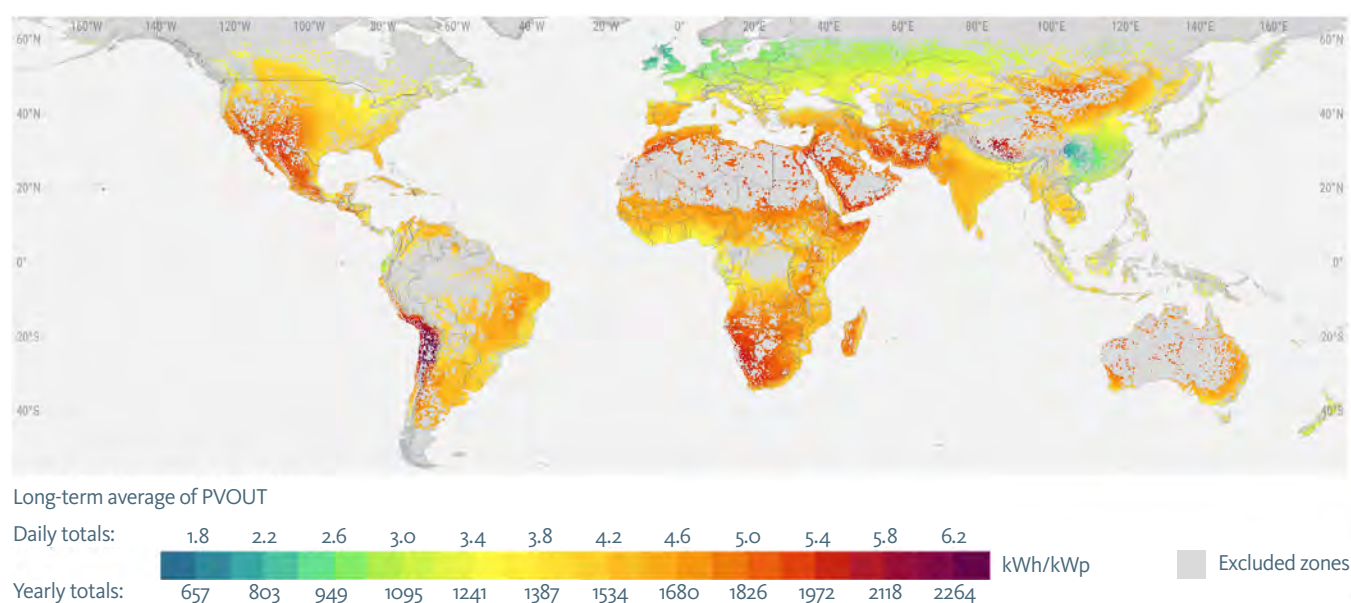 160°W 140°W 120°W 100°W 80°W 60°W 40°W 20°W 0° 20°E 40°E 60°E 80°E 100°E 120°E 140°E 160°E
60°N 60°N
40°N 40°N
20°N 20°N
0° 0°
20°S 20°S
40°S 40°S
Long-term average of PVOUT
Daily totals: 1.8 2.2 2.6 3.0 3.4 3.8 4.2 4.6 5.0 5.4 5.8 6.2
kWh/kWp Excluded zones
Yearly totals: 657 803 949 1095 1241 1387 1534 1680 1826 1972 2118 2264